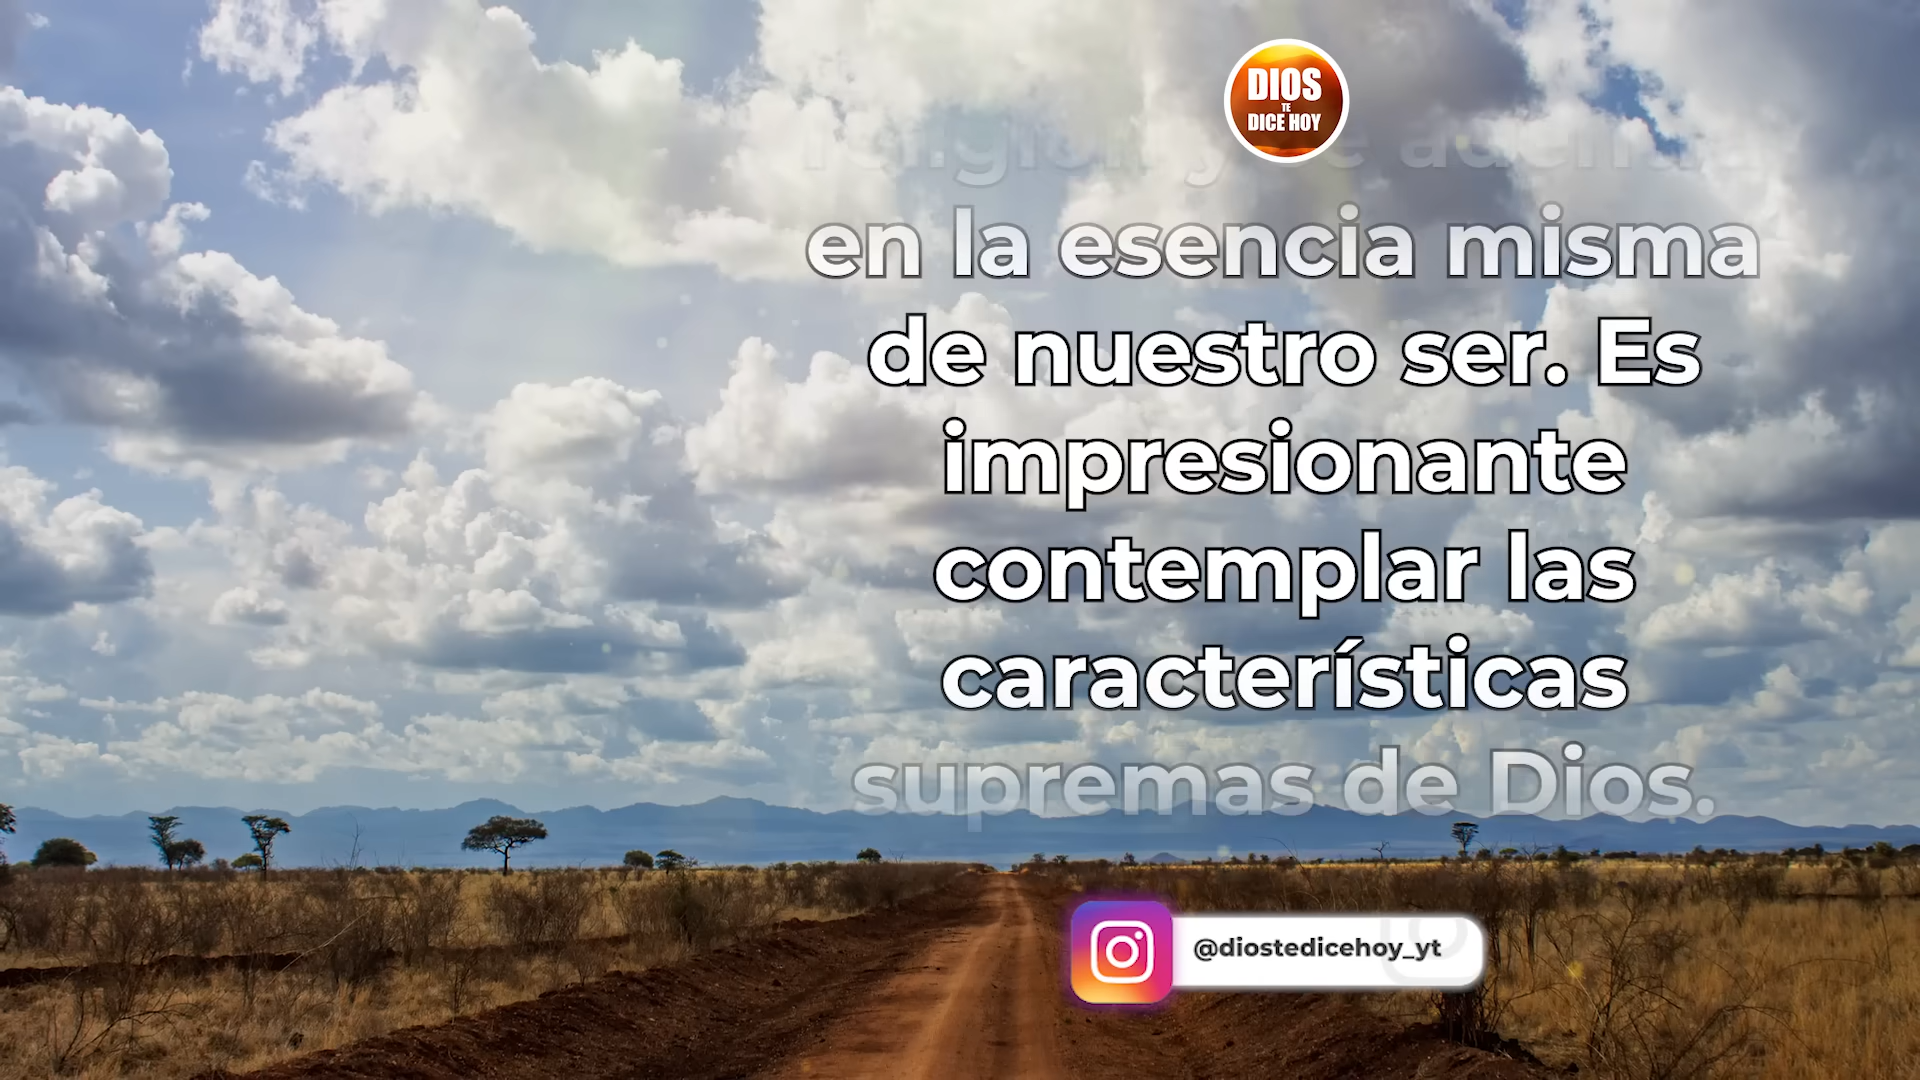 DIOS
TE
DICE HOY
en la esencia misma
de nuestro ser. Es
impresionante
contemplar las
características
supremas de Dios.
@diostedicehoy_yt